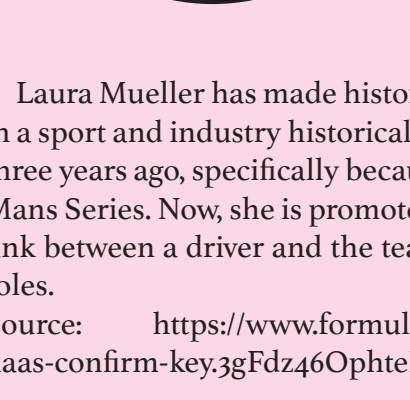 Laura Mueller has made histo
n a sport and industry historical
hree years ago, specifically becau
Mans Series. Now, she is promote
ink between a driver and the tea
oles.
ource: https://www.formul
aas-confirm-key.3gFdz46Ophte